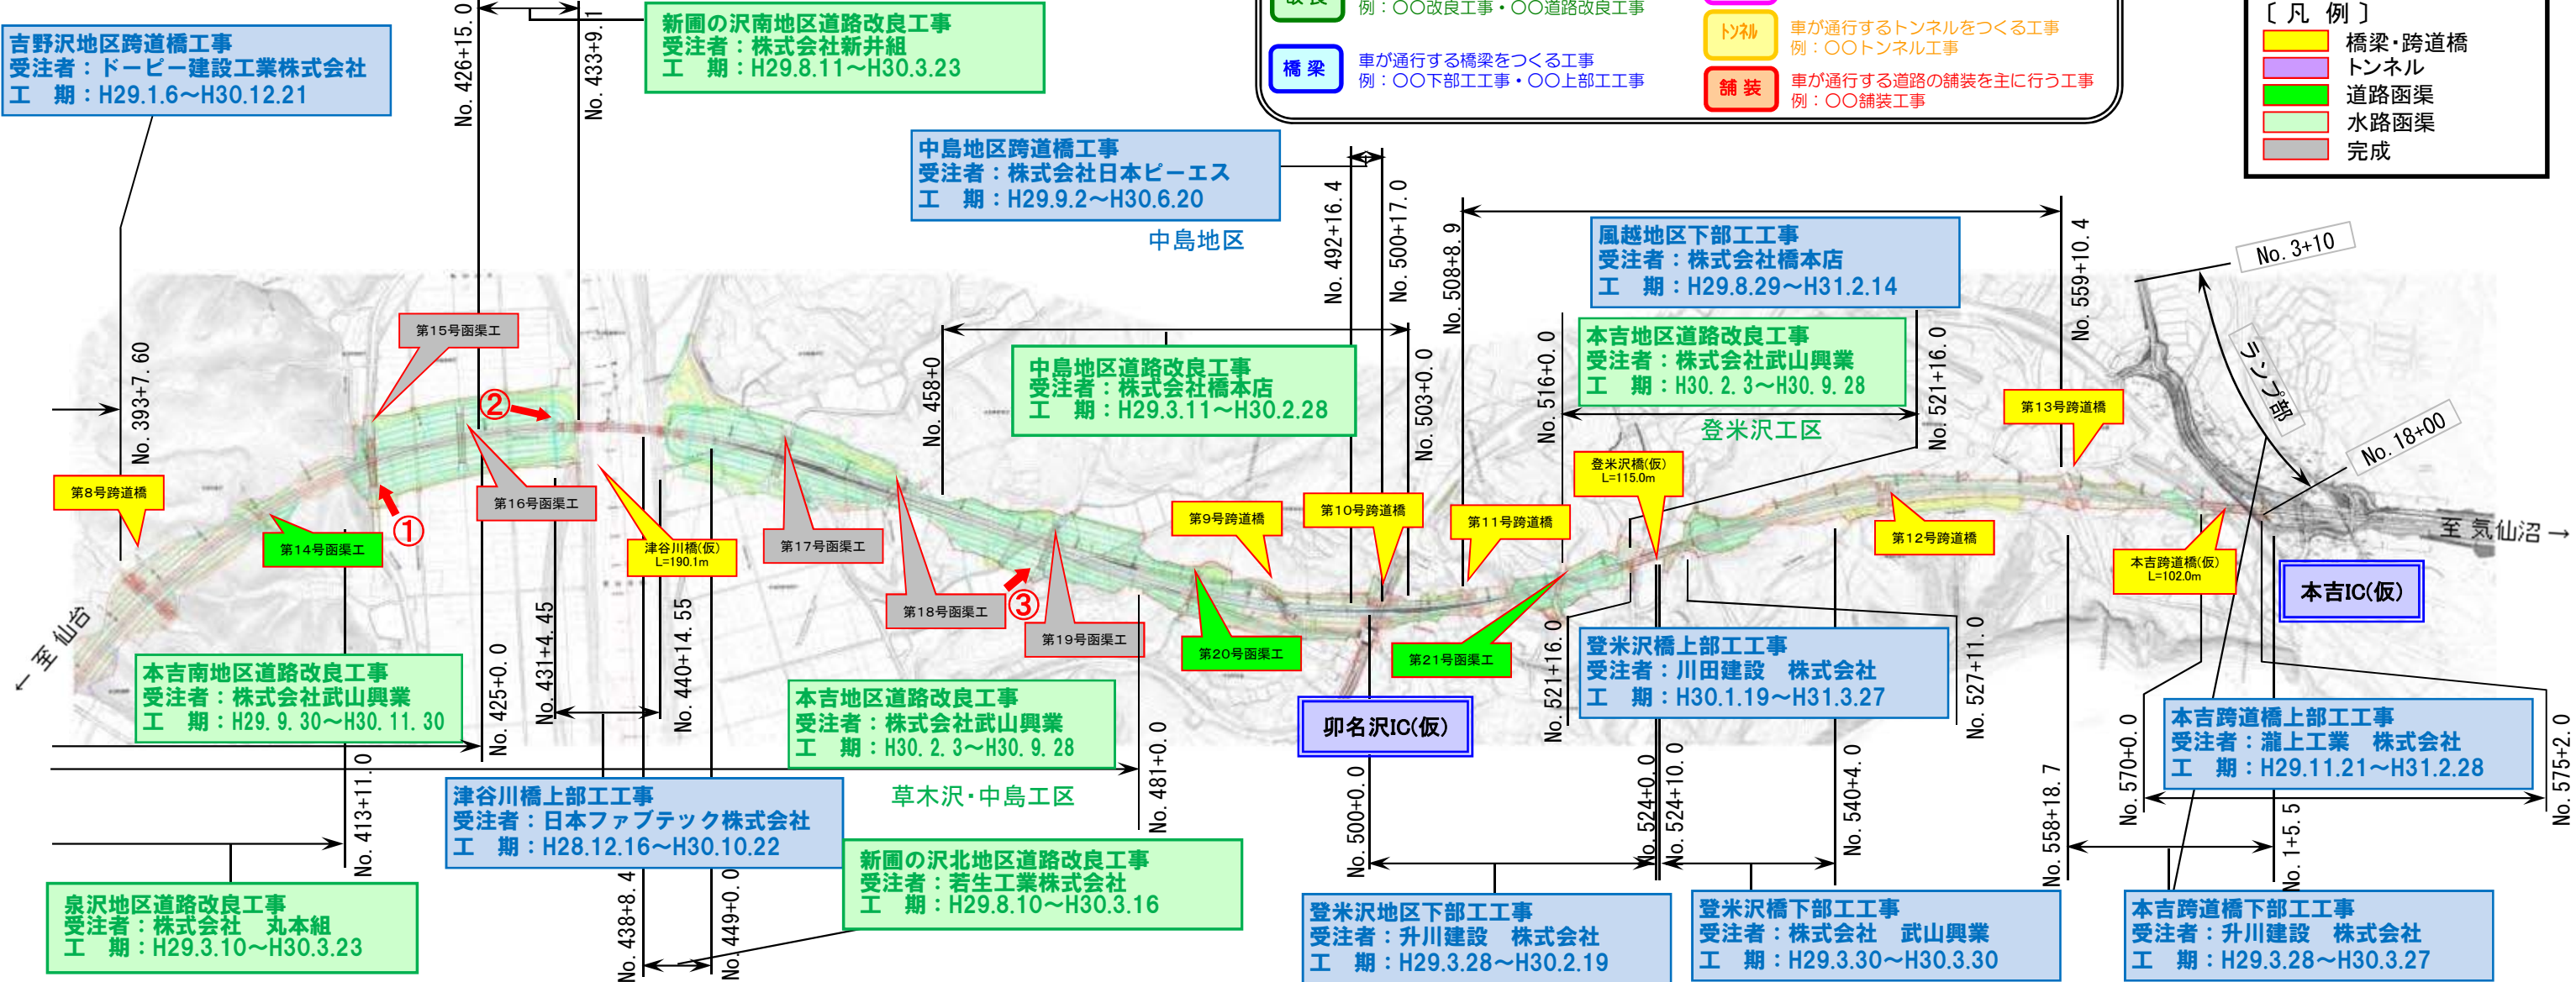 吉野沢地区跨道橋工事
受注者：ドーピー建設工業株式会社
工　期：H29.1.6～H30.12.21
No. 426+15. 0
No. 433+9. 1
新圃の沢南地区道路改良工事
受注者：株式会社新井組
工　期：H29.8.11～H30.3.23
改 良
例：〇〇改良工事・〇〇道路改良工事
橋 梁
車が通行する橋梁をつくる工事
例：〇〇下部工工事・〇〇上部工工事
ﾄﾝﾈﾙ
車が通行するトンネルをつくる工事
例：〇〇トンネル工事
舗 装
車が通行する道路の舗装を主に行う工事
例：〇〇舗装工事
〔 凡 例 〕
橋梁・跨道橋
トンネル
道路函渠
水路函渠
完成
中島地区跨道橋工事
受注者：株式会社日本ピーエス
工　期：H29.9.2～H30.6.20
中島地区
No. 492+16. 4
No. 500+17. 0
No. 508+8. 9
風越地区下部工工事
受注者：株式会社橋本店
工　期：H29.8.29～H31.2.14
No. 559+10. 4
No. 3+10
ランプ部
No. 18+00
No. 393+7. 60
第15号函渠工
②
No. 458+0
中島地区道路改良工事
受注者：株式会社橋本店
工　期：H29.3.11～H30.2.28
No. 503+0. 0
No. 516+0. 0
本吉地区道路改良工事
受注者：株式会社武山興業
工　期：H30. 2. 3～H30. 9. 28
登米沢工区
No. 521+16. 0
第13号跨道橋
第8号跨道橋
第14号函渠工
①
第16号函渠工
津谷川橋(仮)
L=190.1m
第17号函渠工
第18号函渠工
③
第19号函渠工
第9号跨道橋
第10号跨道橋
第11号跨道橋
登米沢橋(仮)
L=115.0m
第12号跨道橋
本吉跨道橋(仮)
L=102.0m
至 気仙沼 →
本吉IC(仮)
← 至 仙台
第20号函渠工
第21号函渠工
卯名沢IC(仮)
本吉南地区道路改良工事
受注者：株式会社武山興業
工　期：H29. 9. 30～H30. 11. 30
No. 425+0. 0
No. 431+4. 45
No. 440+14. 55
本吉地区道路改良工事
受注者：株式会社武山興業
工　期：H30. 2. 3～H30. 9. 28
草木沢・中島工区
No. 481+0. 0
No. 521+16. 0
登米沢橋上部工工事
受注者：川田建設　株式会社
工　期：H30.1.19～H31.3.27
No. 527+11. 0
No. 413+11. 0
津谷川橋上部工工事
受注者：日本ファブテック株式会社
工　期：H28.12.16～H30.10.22
No. 500+0. 0
No. 524+0. 0
No. 524+10. 0
No. 540+4. 0
No. 558+18. 7
No. 570+0. 0
本吉跨道橋上部工工事
受注者：瀧上工業　株式会社
工　期：H29.11.21～H31.2.28
No. 575+2. 0
No. 1+5. 5
泉沢地区道路改良工事
受注者：株式会社　丸本組
工　期：H29.3.10～H30.3.23
No. 438+8. 4
No. 449+0. 0
新圃の沢北地区道路改良工事
受注者：若生工業株式会社
工　期：H29.8.10～H30.3.16
登米沢地区下部工工事
受注者：升川建設　株式会社
工　期：H29.3.28～H30.2.19
登米沢橋下部工工事
受注者：株式会社　武山興業
工　期：H29.3.30～H30.3.30
本吉跨道橋下部工工事
受注者：升川建設　株式会社
工　期：H29.3.28～H30.3.27